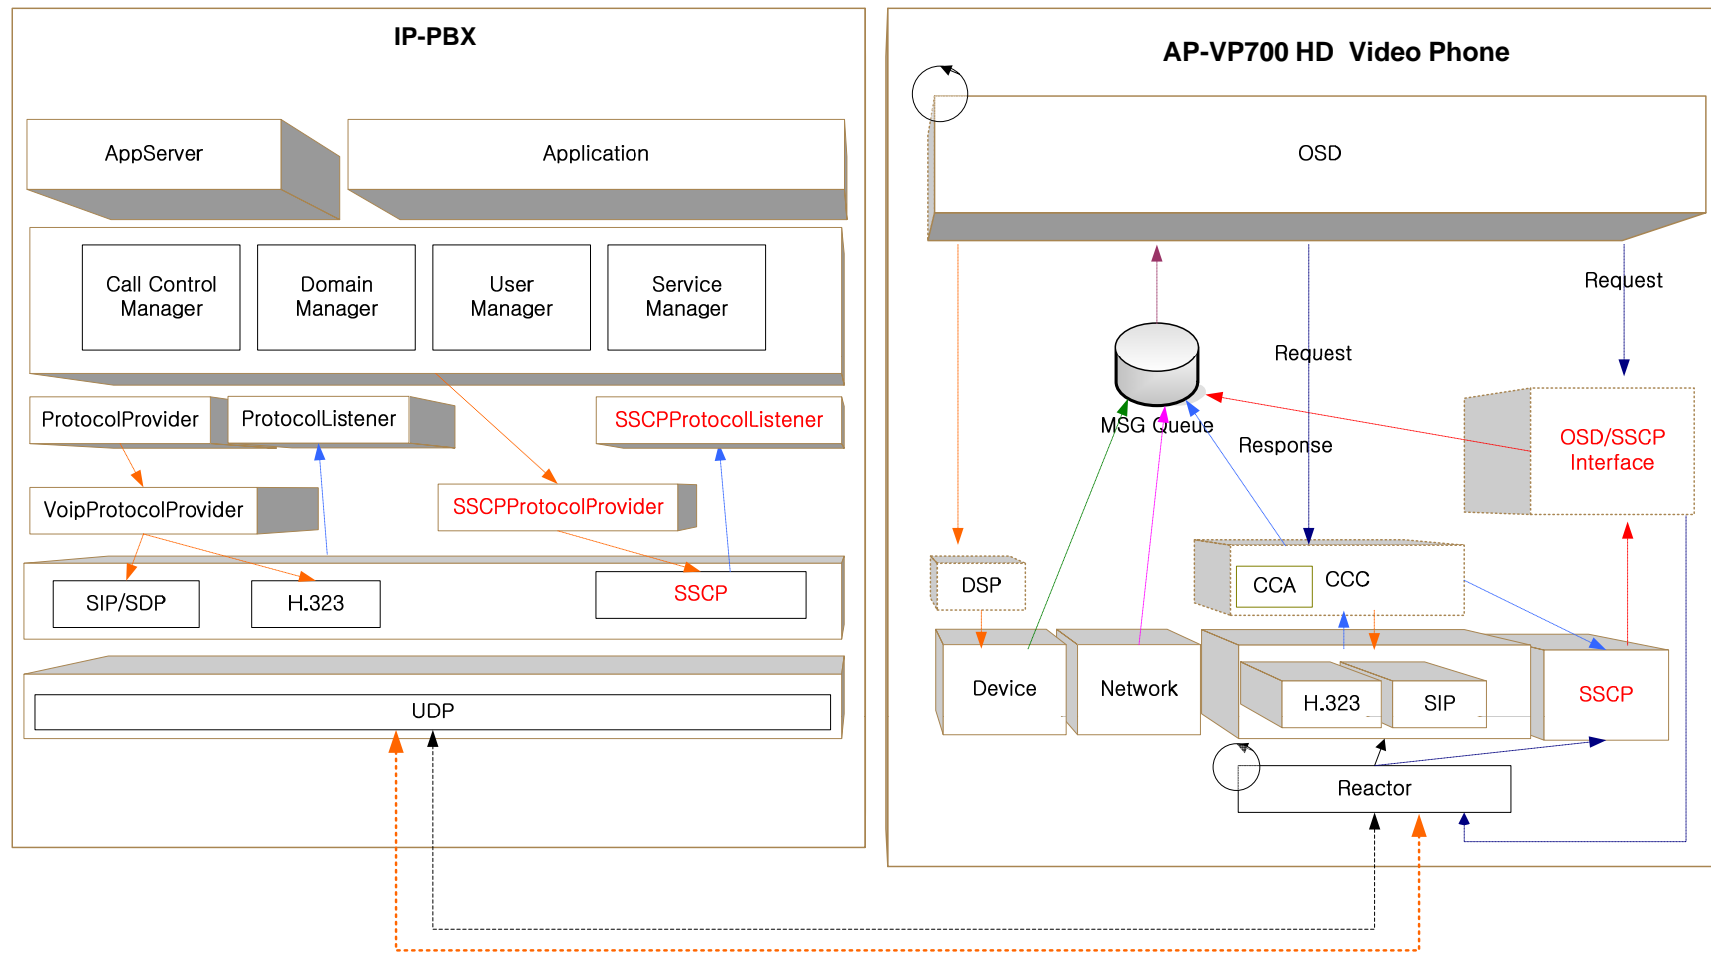 IP-PBX
AppServer
Application
Call Control
Manager
Domain
Manager
User
Manager
Service
Manager
ProtocolProvider
ProtocolListener
SSCPProtocolListener
VoipProtocolProvider
SSCPProtocolProvider
SIP/SDP
H.323
SSCP
UDP
AP-VP700 HD  Video Phone
OSD
Request
Request
MSG Queue
Response
OSD/SSCP
Interface
DSP
CCA
CCC
Device
Network
H.323
SIP
SSCP
Reactor